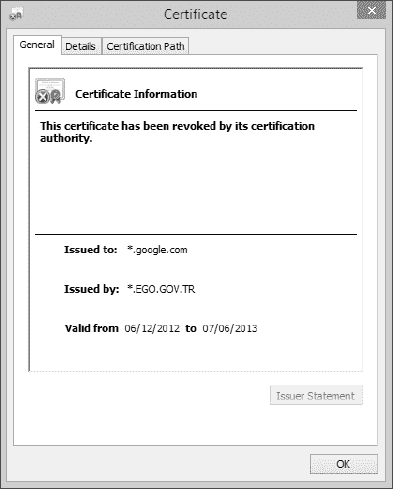 Certificate
General Details Certification Path
Certificate Information
This certificate has been revoked by its certification
authority.
Issued to: *.google.com
Issued by: *.EGO.GOV.TR
Valid from 06/12/2012 to 07/06/2013
Issuer Statement
OK